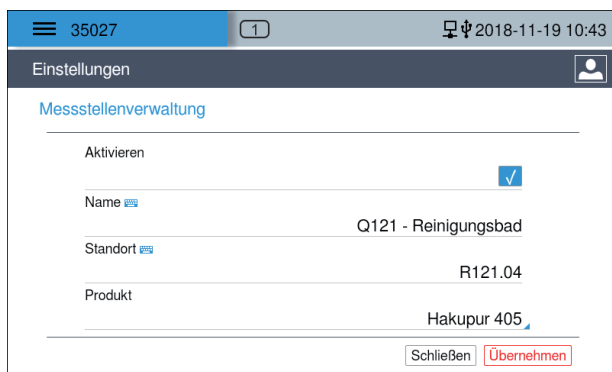 35027 1 2018-11-19 10:43
Einstellungen
Messstellenverwaltung
Aktivieren
Name
Q121 - Reinigungsbad
Standort
R121.04
Produkt
Hakupur 405
Schließen Übernehmen